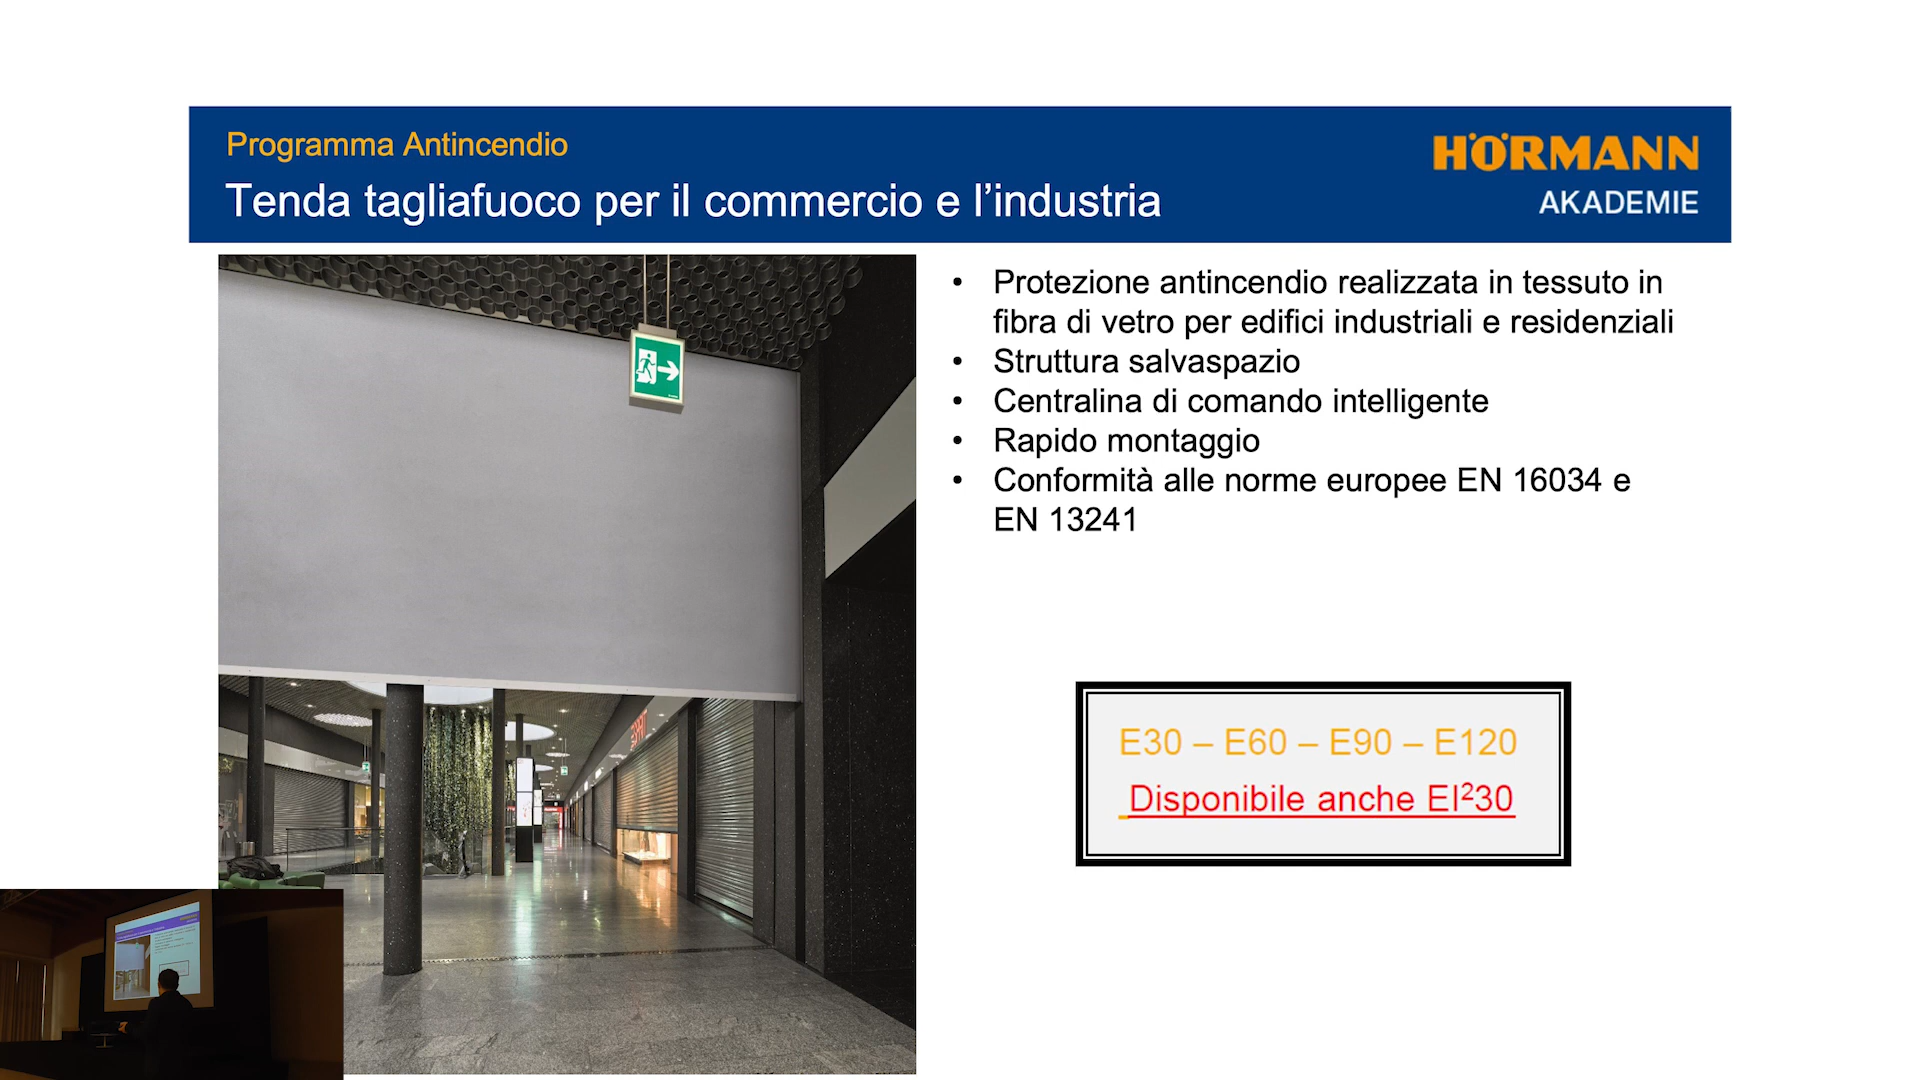 Programma Antincendio
Tenda tagliafuoco per il commercio e l’industria
HÖRMANN
AKADEMIE
• Protezione antincendio realizzata in tessuto in
fibra di vetro per edifici industriali e residenziali
• Struttura salvaspazio
• Centralina di comando intelligente
• Rapido montaggio
• Conformità alle norme europee EN 16034 e
EN 13241
E30 – E60 – E90 – E120
Disponibile anche EI²30
ESPRIT